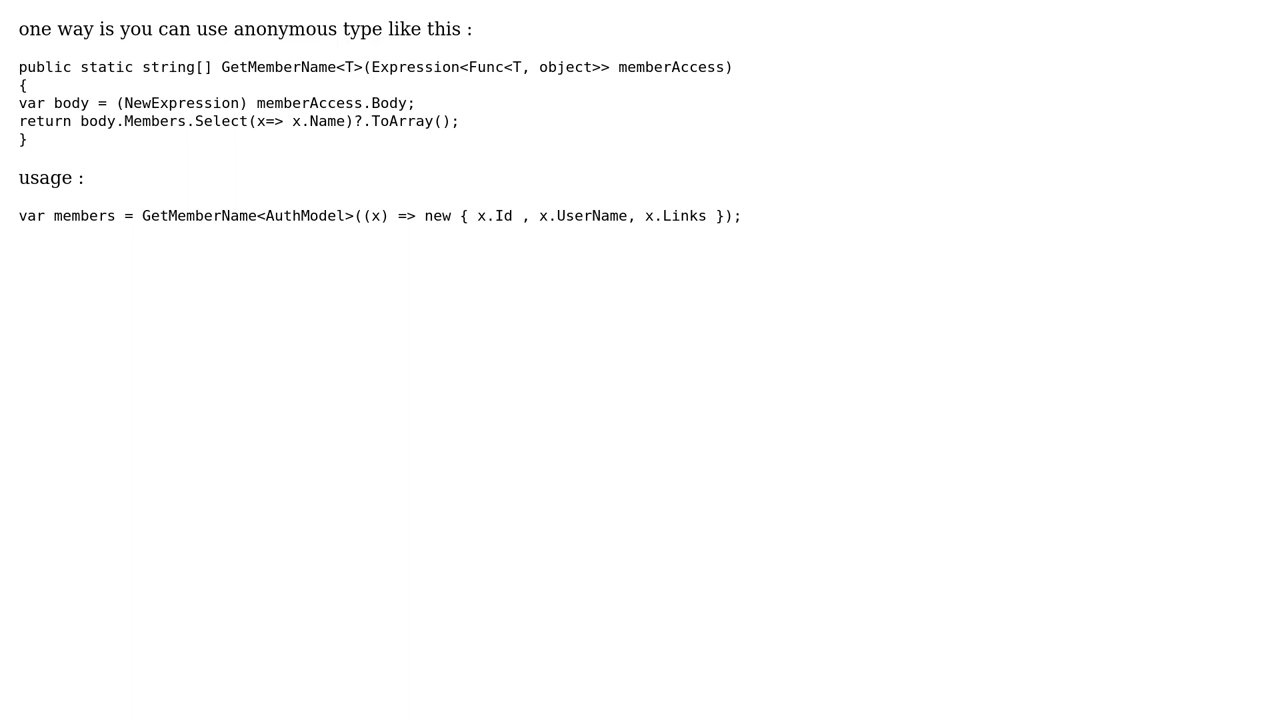 one way is you can use anonymous type like this :
public static string[] GetMemberName<T>(Expression<Func<T, object>> memberAccess)
{
var body = (NewExpression) memberAccess.Body;
return body.Members.Select(x=> x.Name)?.ToArray();
}
usage :
var members = GetMemberName<AuthModel>((x) => new { x.Id , x.UserName, x.Links });